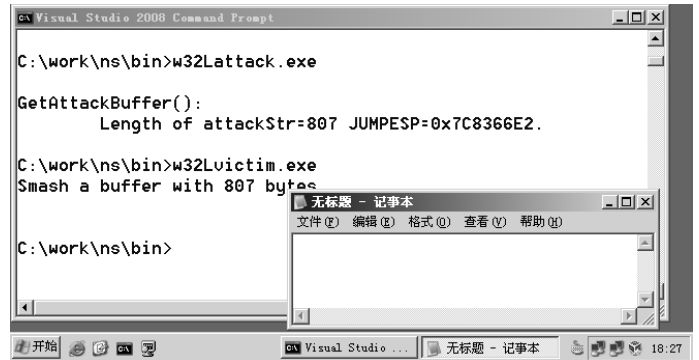 Visual Studio 2008 Command Prompt
C:\work\ns\bin>w32Lattack.exe
GetAttackBuffer():
Length of attackStr=807 JUMPESP=0x7C8366E2.
C:\work\ns\bin>w32Lvictim.exe
Smash a buffer with 807 bytes
C:\work\ns\bin>
无标题 - 记事本
文件(F) 编辑(E) 格式(O) 查看(V) 帮助(H)
开始 Visual Studio ... 无标题 - 记事本 18:27